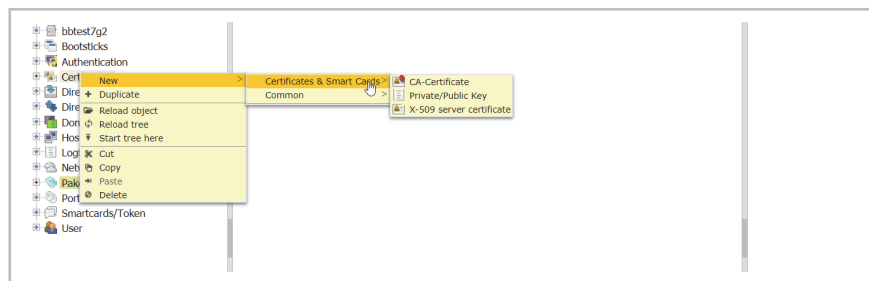 bbtest7g2
Bootsticks
Authentication
Cert
New >
Certificates & Smart Cards >
CA-Certificate
Dire
+ Duplicate
Common >
Private/Public Key
X-509 server certificate
Dire
Reload object
Don
Reload tree
Hos
Start tree here
Log
Cut
Netv
Copy
Pak
Paste
Port
Delete
Smartcards/Token
User